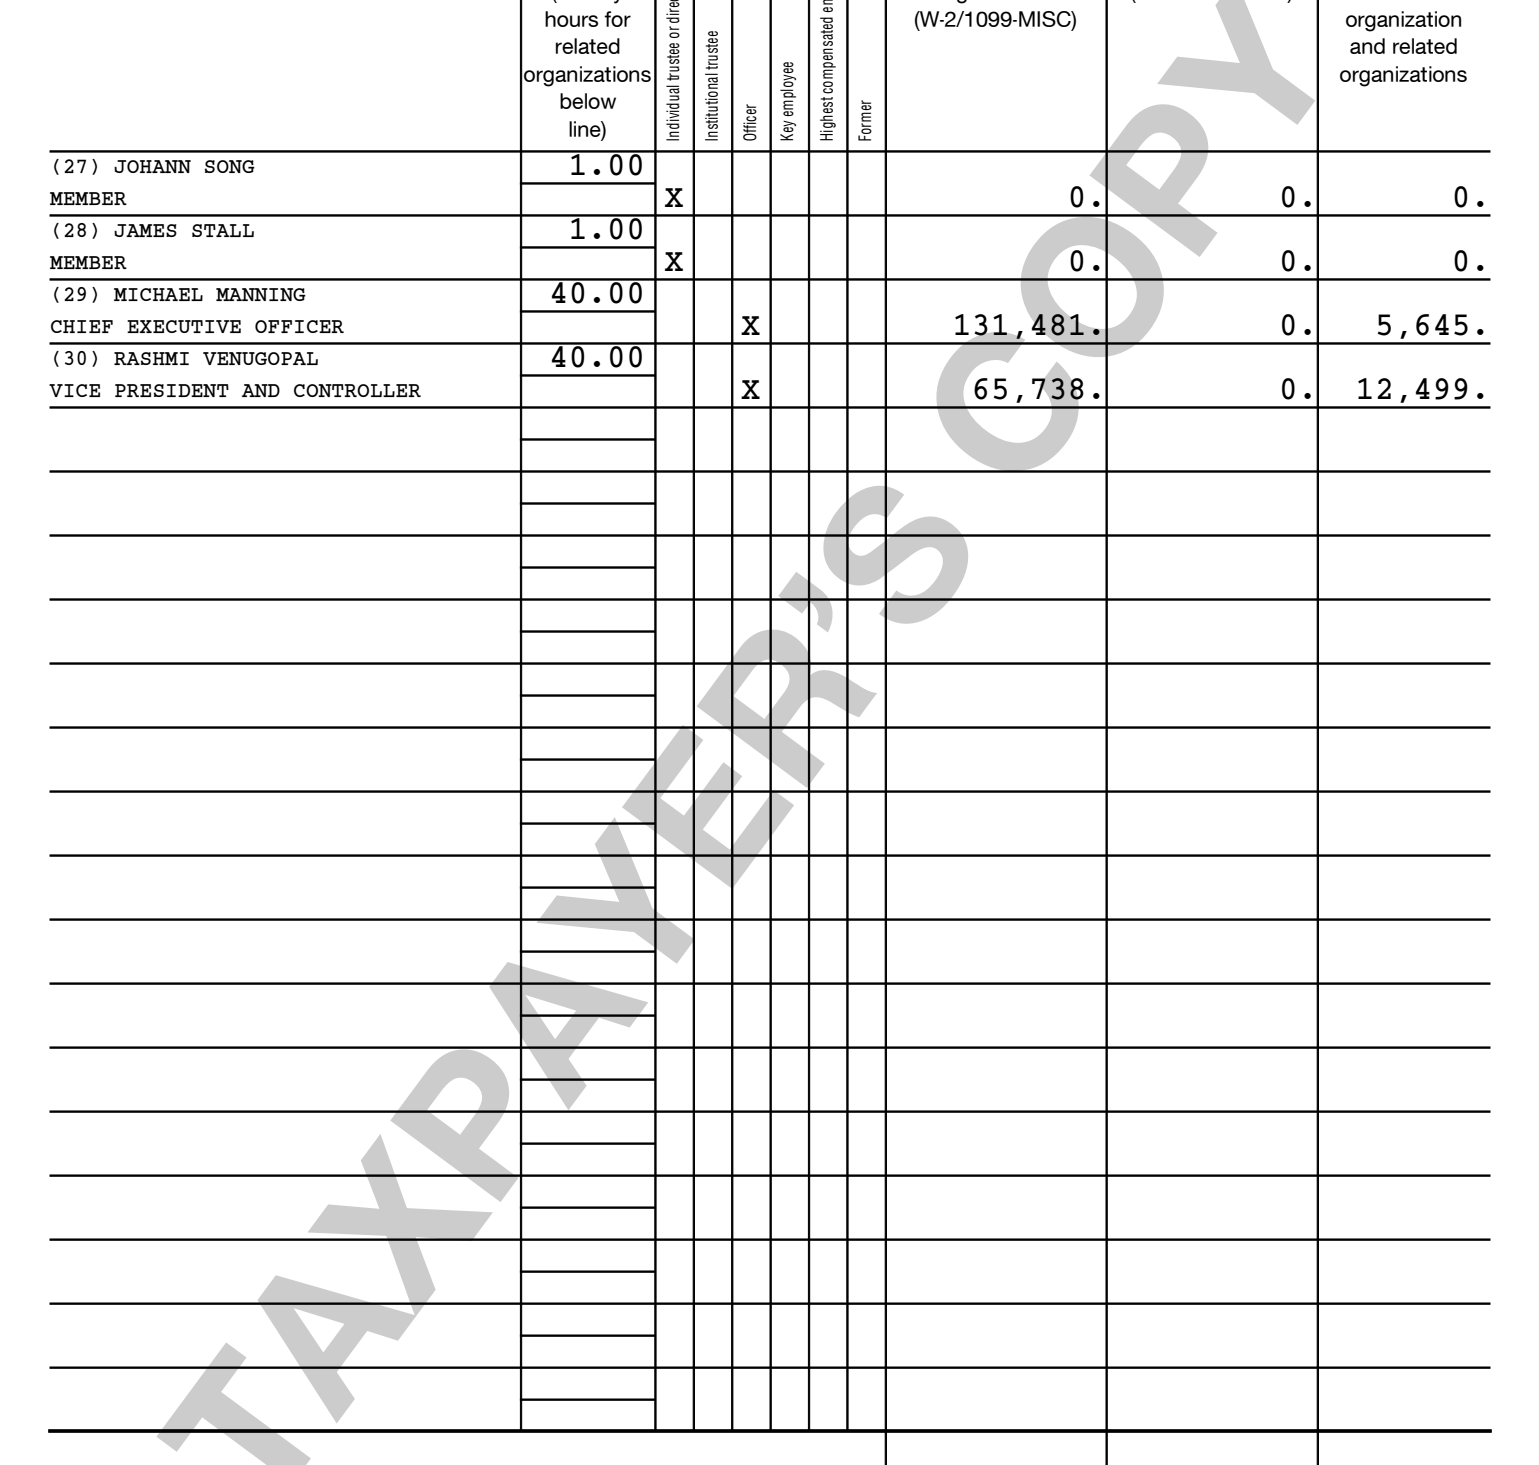 hours for
related
organizations
below
line)
Individual trustee or
Institutional trustee
Officer
Key employee
Highest compensated
Former
(W-2/1099-MISC)
organization
and related
organizations
(27) JOHANN SONG 1.00
MEMBER X 0. 0. 0.
(28) JAMES STALL 1.00
MEMBER X 0. 0. 0.
(29) MICHAEL MANNING 40.00
CHIEF EXECUTIVE OFFICER X 131,481. 0. 5,645.
(30) RASHMI VENUGOPAL 40.00
VICE PRESIDENT AND CONTROLLER X 65,738. 0. 12,499.
TAXPAYER'S COPY